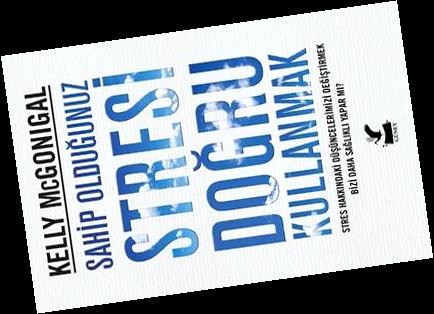 KELLY McGONIGAL
SAHİP OLDUĞUNUZ
STRESİ
DOĞRU
KULLANMAK
STRES HAKKINDAKİ DÜŞÜNCELERİMİZİ DEĞİŞTİRMEK
BİZİ DAHA SAĞLIKLI YAPAR MI?
GÜNEY